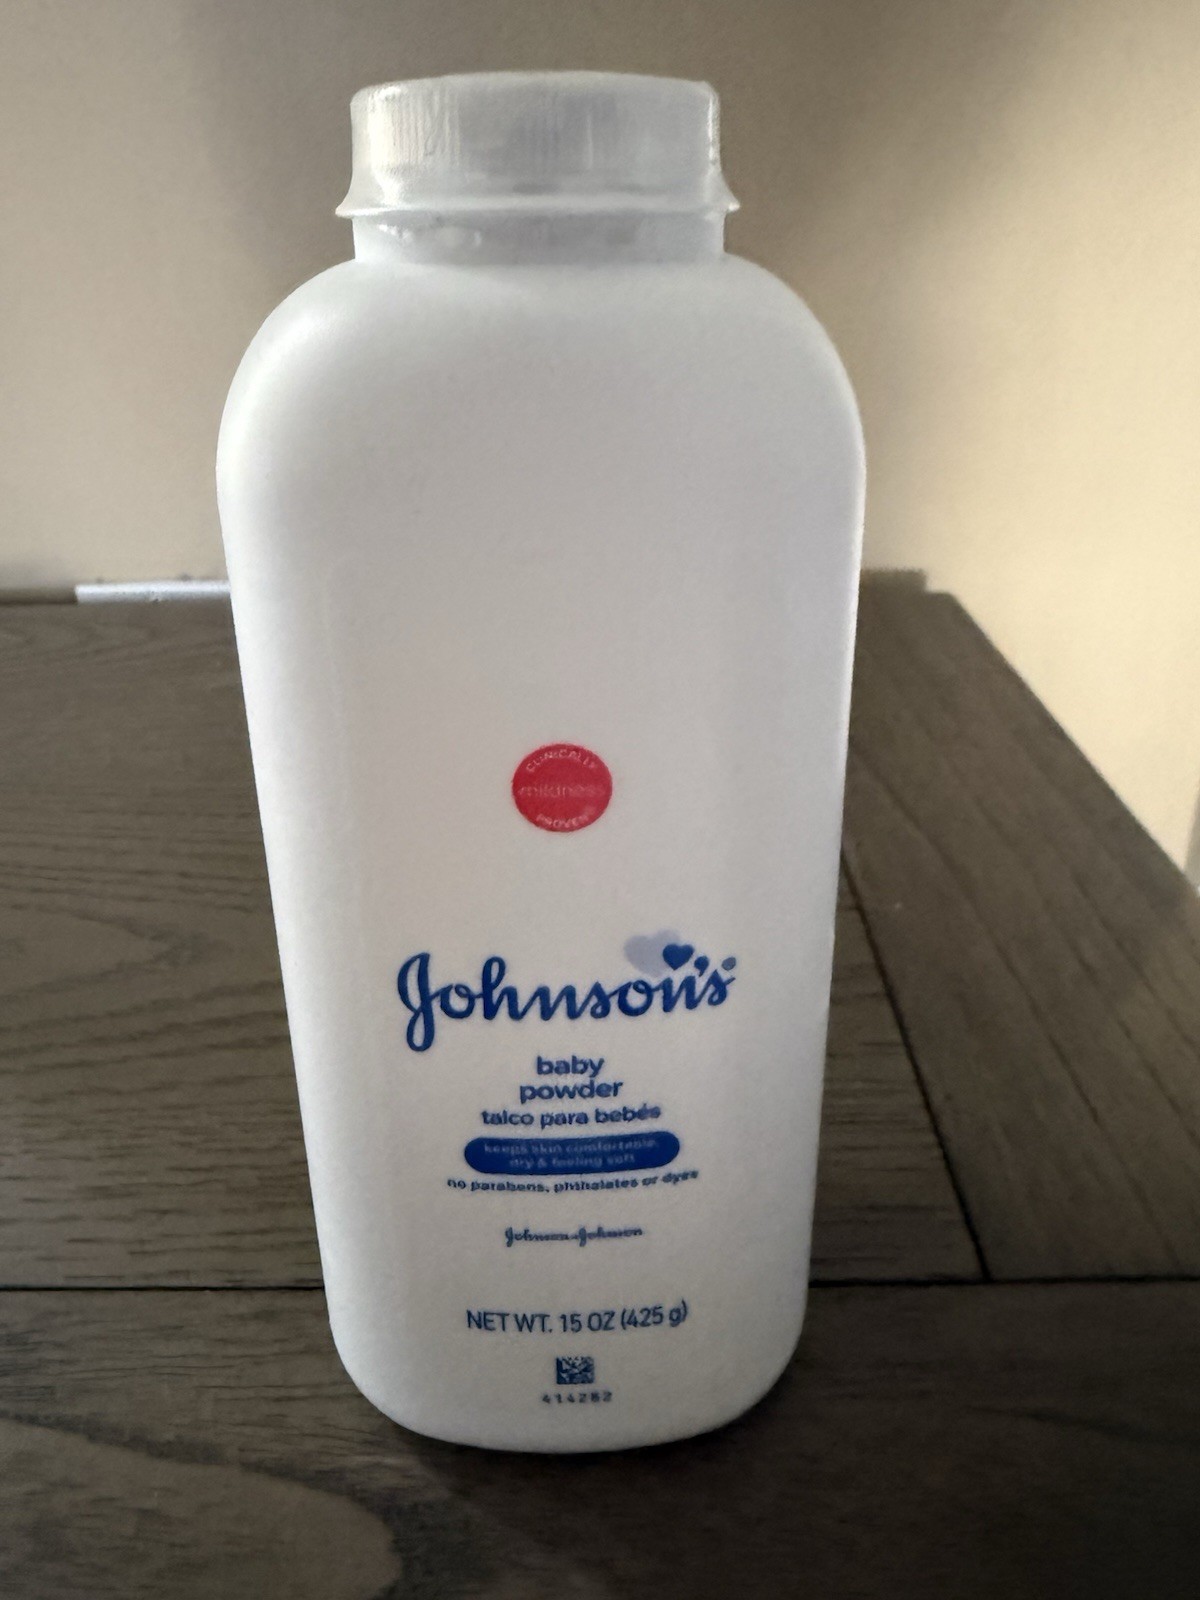 CLINICALLY
mildness
PROVEN
Johnson's
baby
powder
talco para bebés
keeps skin comfortable,
dry & feeling soft
no parabens, phthalates or dyes
Johnson & Johnson
NET WT. 15 OZ (425 g)
414282